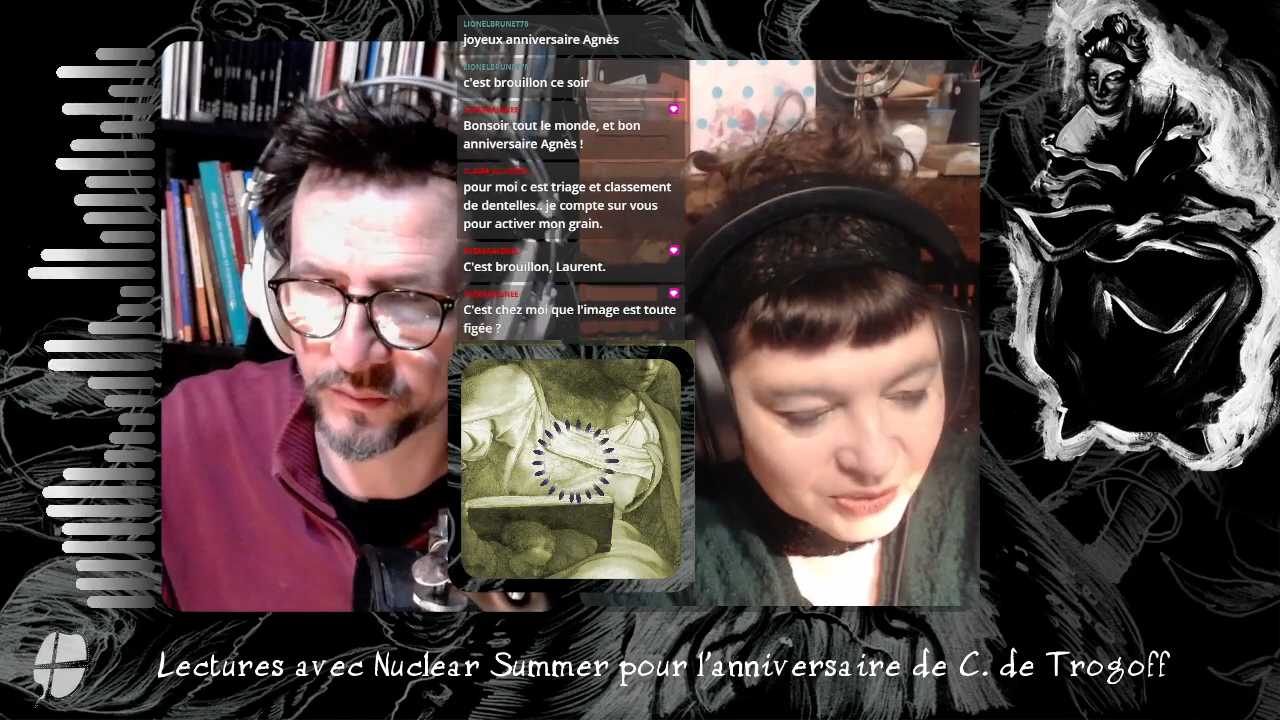 LIONELBRUNET78
joyeux anniversaire Agnès
LIONELBRUNET78
c'est brouillon ce soir
Bonsoir tout le monde, et bon
anniversaire Agnès !
pour moi c est triage et classement
de dentelles.. je compte sur vous
pour activer mon grain.
C'est brouillon, Laurent.
C'est chez moi que l'image est toute
figée ?
Lectures avec Nuclear Summer pour l'anniversaire de C. de Trogoff